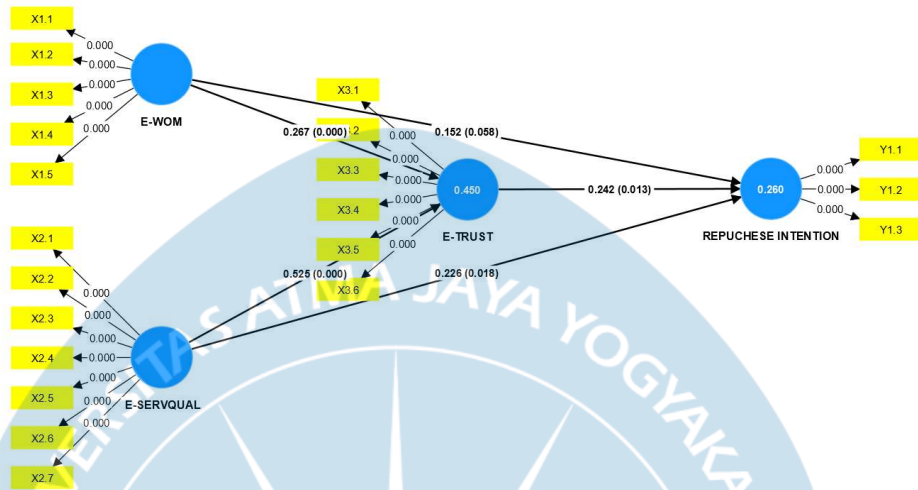 X1.1
X1.2
X1.3
X1.4
X1.5
0.000
0.000
0.000
0.000
0.000
E-WOM
X2.1
X2.2
X2.3
X2.4
X2.5
X2.6
X2.7
0.000
0.000
0.000
0.000
0.000
0.000
0.000
E-SERVQUAL
X3.1
.2
X3.3
X3.4
X3.5
X3.6
0.000
0.000
0.000
0.000
0.000
0.267 (0.000)
0.525 (0.000)
0.450
E-TRUST
0.152 (0.058)
0.242 (0.013)
0.226 (0.018)
0.260
REPUCHESE INTENTION
0.000
0.000
0.000
Y1.1
Y1.2
Y1.3
VERSITAS ATMA JAYA YOGYAKA